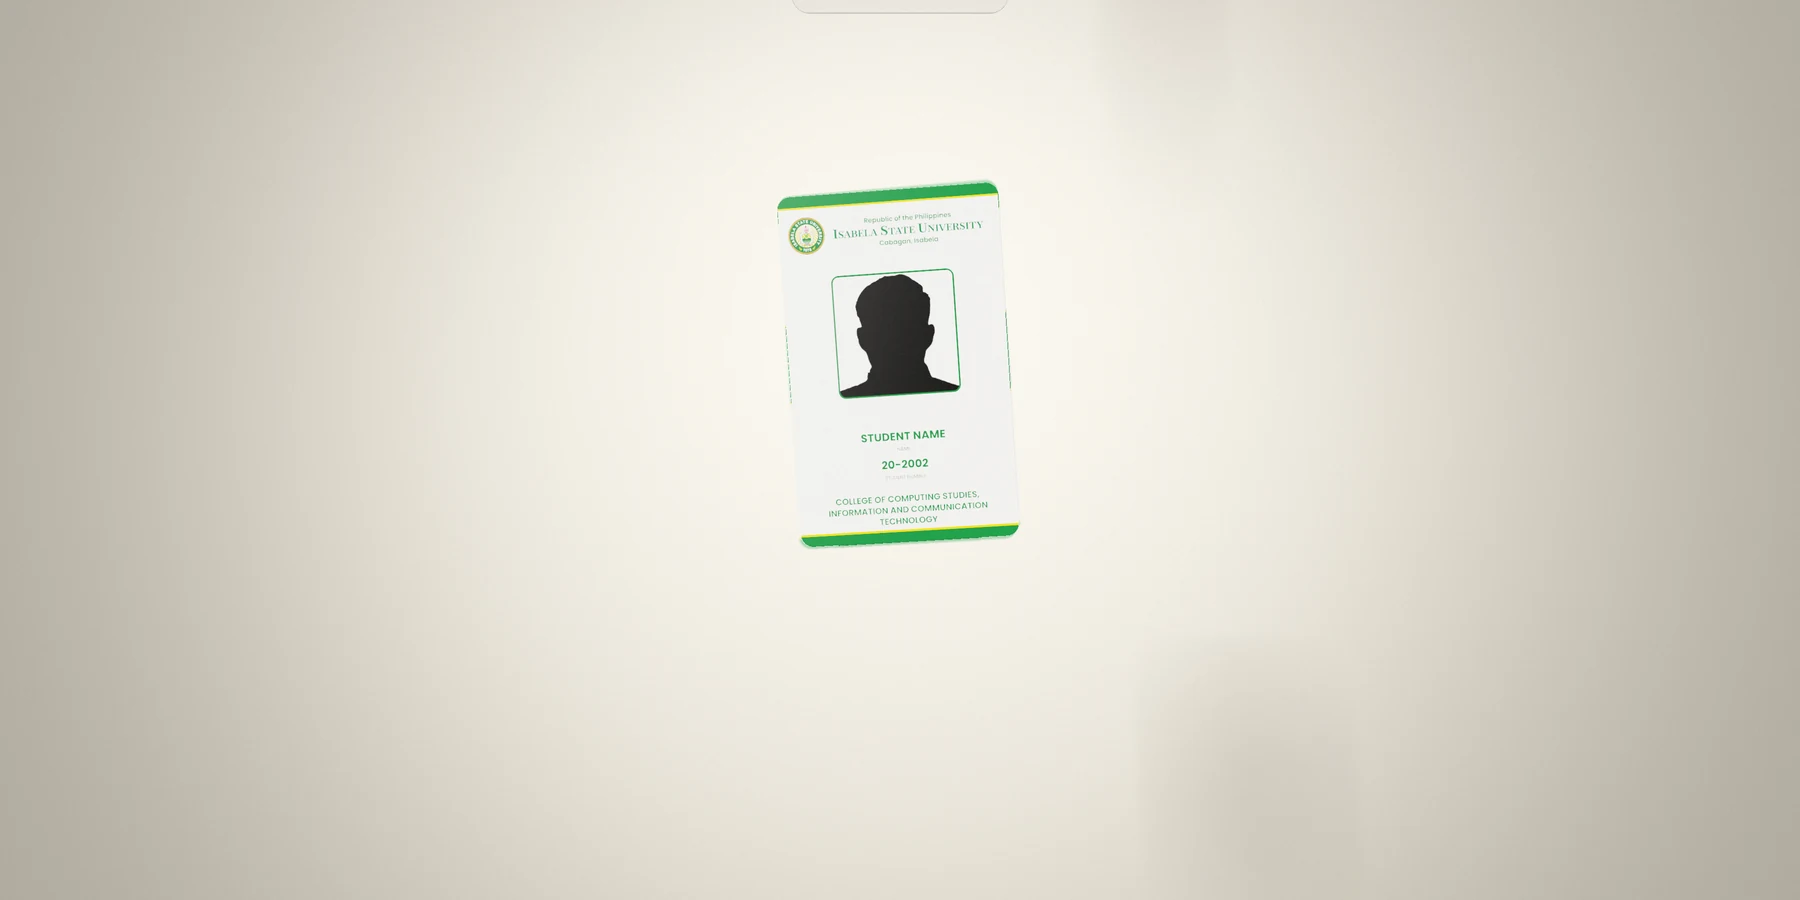 Republic of the Philippines
ISABELA STATE UNIVERSITY
Cabagan, Isabela
STUDENT NAME
20-2002
COLLEGE OF COMPUTING STUDIES,
INFORMATION AND COMMUNICATION
TECHNOLOGY